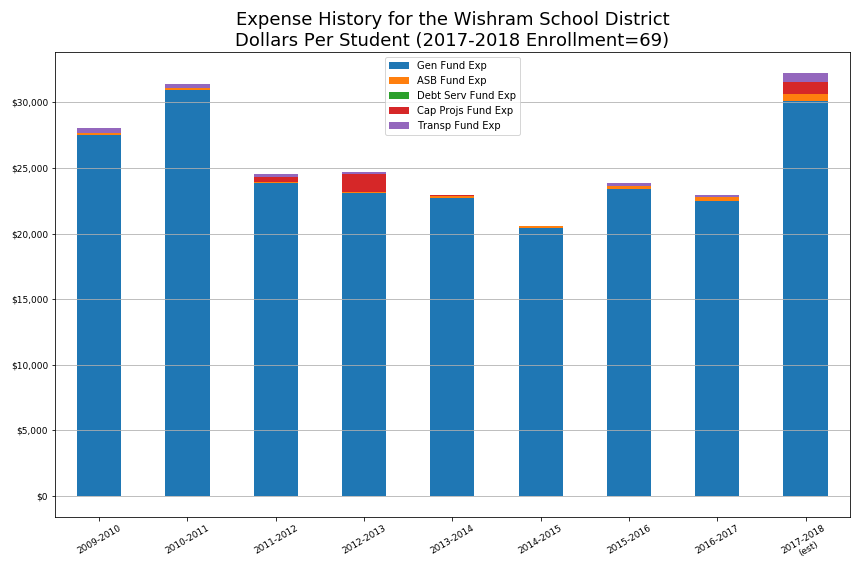 Expense History for the Wishram School District
Dollars Per Student (2017-2018 Enrollment=69)
Gen Fund Exp
ASB Fund Exp
Debt Serv Fund Exp
Cap Projs Fund Exp
Transp Fund Exp
$30,000
$25,000
$20,000
$15,000
$10,000
$5,000
$0
2009-2010
2010-2011
2011-2012
2012-2013
2013-2014
2014-2015
2015-2016
2016-2017
2017-2018
(est)